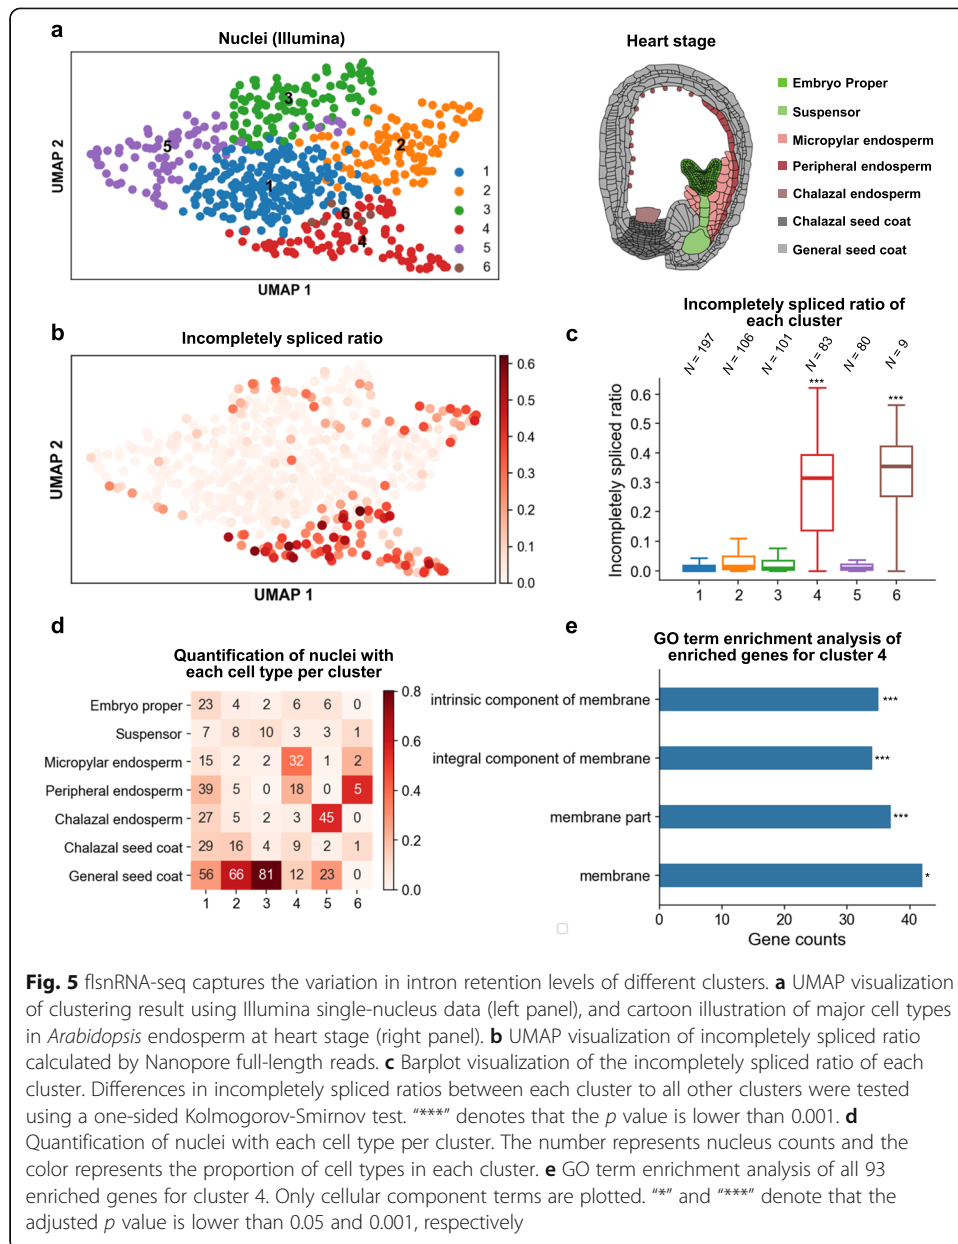 a
Nuclei (Illumina)
Heart stage
UMAP 2
UMAP 1
1
2
3
4
5
6
1
2
3
4
5
6
Embryo Proper
Suspensor
Micropylar endosperm
Peripheral endosperm
Chalazal endosperm
Chalazal seed coat
General seed coat
b
Incompletely spliced ratio
UMAP 2
UMAP 1
0.6
0.5
0.4
0.3
0.2
0.1
0.0
c
Incompletely spliced ratio of
each cluster
N = 197
N = 106
N = 101
N = 83
N = 80
N = 9
Incompletely spliced ratio
0.6
0.5
0.4
0.3
0.2
0.1
0.0
***
***
1 2 3 4 5 6
d
Quantification of nuclei with
each cell type per cluster
Embryo proper 23 4 2 6 6 0
Suspensor 7 8 10 3 3 1
Micropylar endosperm 15 2 2 32 1 2
Peripheral endosperm 39 5 0 18 0 5
Chalazal endosperm 27 5 2 3 45 0
Chalazal seed coat 29 16 4 9 2 1
General seed coat 56 66 81 12 23 0
1 2 3 4 5 6
0.8
0.6
0.4
0.2
0.0
e
GO term enrichment analysis of
enriched genes for cluster 4
intrinsic component of membrane ***
integral component of membrane ***
membrane part ***
membrane *
0 10 20 30 40
Gene counts
Fig. 5 flsnRNA-seq captures the variation in intron retention levels of different clusters. a UMAP visualization
of clustering result using Illumina single-nucleus data (left panel), and cartoon illustration of major cell types
in Arabidopsis endosperm at heart stage (right panel). b UMAP visualization of incompletely spliced ratio
calculated by Nanopore full-length reads. c Barplot visualization of the incompletely spliced ratio of each
cluster. Differences in incompletely spliced ratios between each cluster to all other clusters were tested
using a one-sided Kolmogorov-Smirnov test. “***” denotes that the p value is lower than 0.001. d
Quantification of nuclei with each cell type per cluster. The number represents nucleus counts and the
color represents the proportion of cell types in each cluster. e GO term enrichment analysis of all 93
enriched genes for cluster 4. Only cellular component terms are plotted. “*” and “***” denote that the
adjusted p value is lower than 0.05 and 0.001, respectively